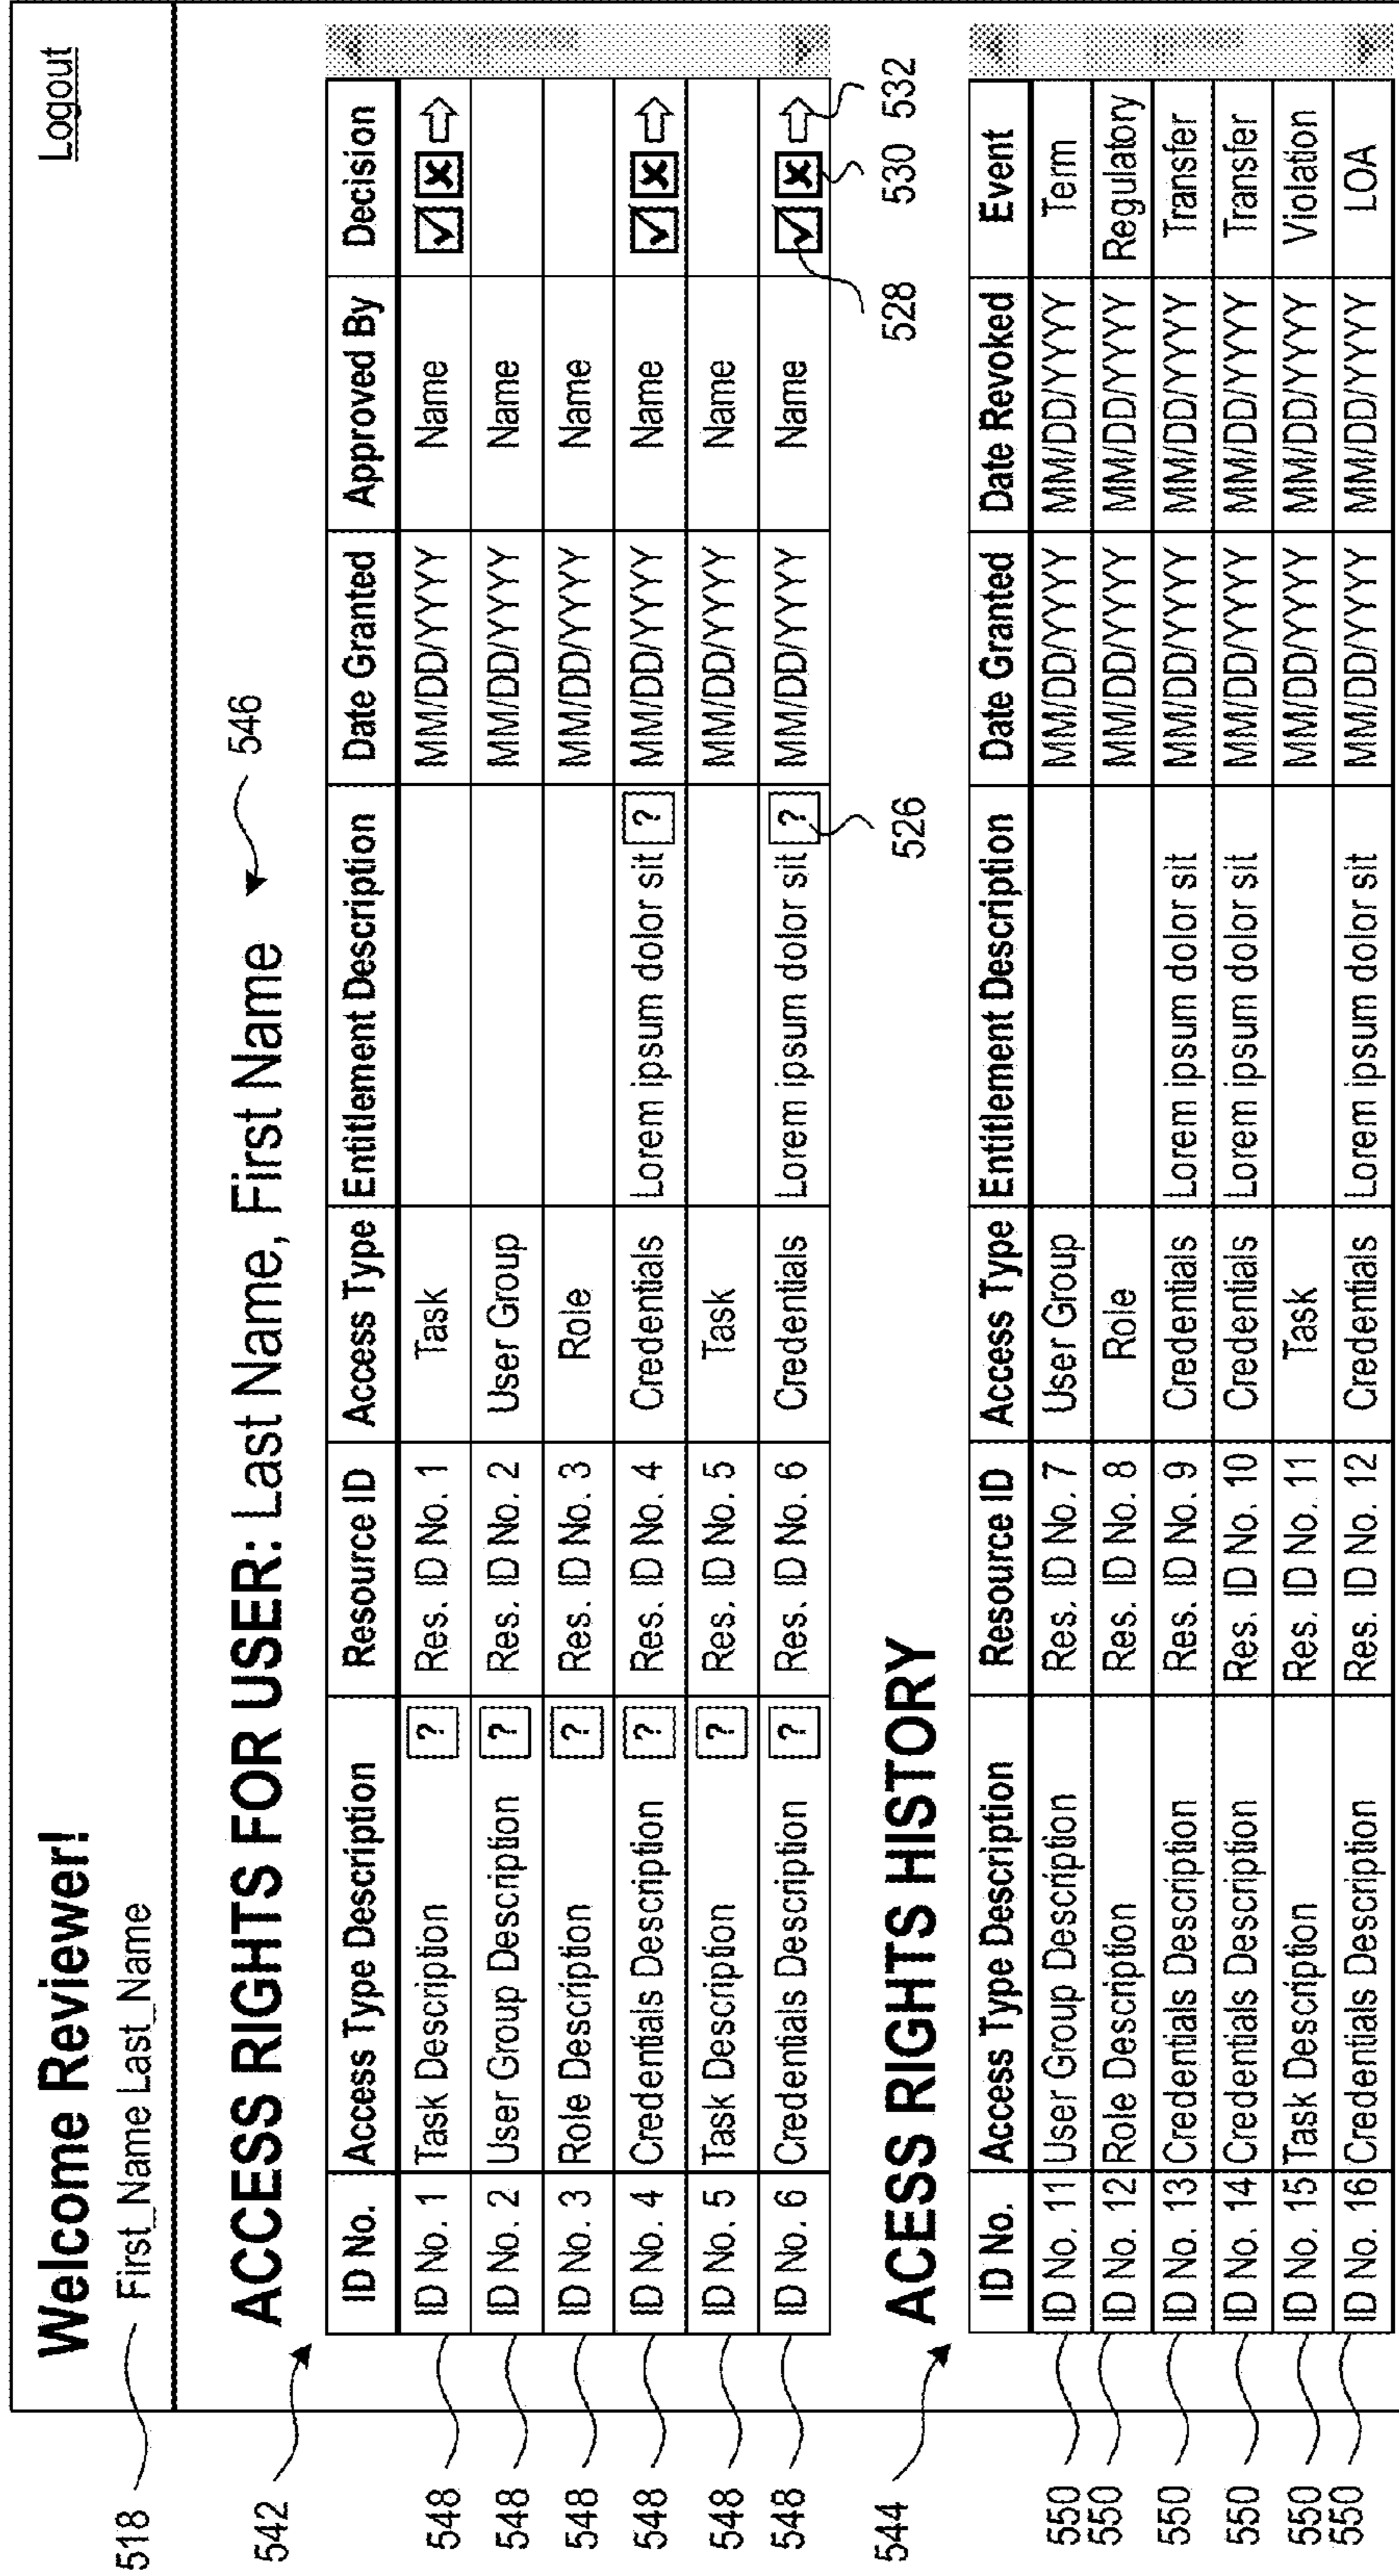 Welcome Reviewer! Logout
518 First_Name Last_Name
ACCESS RIGHTS FOR USER: Last Name, First Name 546
542
ID No. Access Type Description Resource ID Access Type Entitlement Description Date Granted Approved By Decision
548 ID No. 1 Task Description ? Res. ID No. 1 Task MM/DD/YYYY Name
548 ID No. 2 User Group Description ? Res. ID No. 2 User Group MM/DD/YYYY Name
548 ID No. 3 Role Description ? Res. ID No. 3 Role MM/DD/YYYY Name
548 ID No. 4 Credentials Description ? Res. ID No. 4 Credentials Lorem ipsum dolor sit ? MM/DD/YYYY Name
548 ID No. 5 Task Description ? Res. ID No. 5 Task MM/DD/YYYY Name
548 ID No. 6 Credentials Description ? Res. ID No. 6 Credentials Lorem ipsum dolor sit ? MM/DD/YYYY Name
526 528 530 532
544 ACESS RIGHTS HISTORY
ID No. Access Type Description Resource ID Access Type Entitlement Description Date Granted Date Revoked Event
550 ID No. 11 User Group Description Res. ID No. 7 User Group MM/DD/YYYY MM/DD/YYYY Term
550 ID No. 12 Role Description Res. ID No. 8 Role MM/DD/YYYY MM/DD/YYYY Regulatory
550 ID No. 13 Credentials Description Res. ID No. 9 Credentials Lorem ipsum dolor sit MM/DD/YYYY MM/DD/YYYY Transfer
550 ID No. 14 Credentials Description Res. ID No. 10 Credentials Lorem ipsum dolor sit MM/DD/YYYY MM/DD/YYYY Transfer
550 ID No. 15 Task Description Res. ID No. 11 Task MM/DD/YYYY MM/DD/YYYY Violation
550 ID No. 16 Credentials Description Res. ID No. 12 Credentials Lorem ipsum dolor sit MM/DD/YYYY MM/DD/YYYY LOA